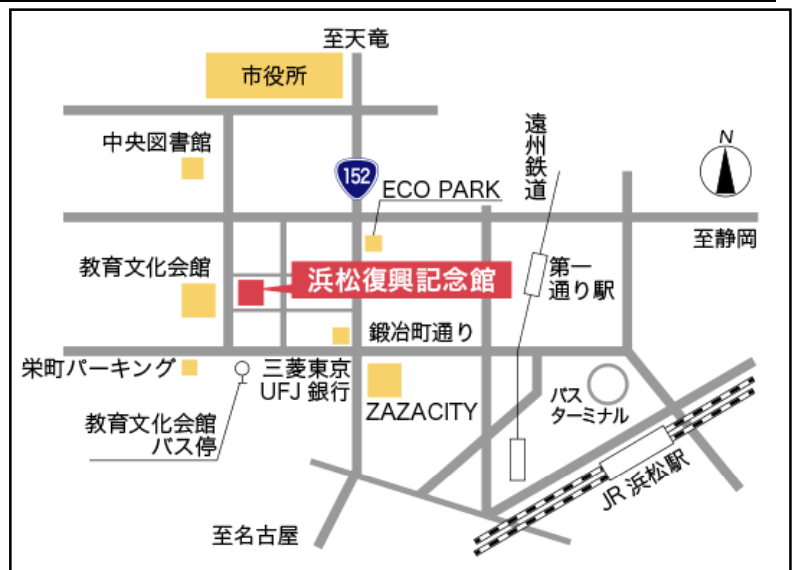 至天竜
市役所
中央図書館
遠州鉄道
N
152
ECO PARK
至静岡
教育文化会館
浜松復興記念館
第一
通り駅
鍛冶町通り
栄町パーキング
三菱東京
UFJ 銀行
ZAZACITY
バス
ターミナル
教育文化会館
バス停
JR 浜松駅
至名古屋